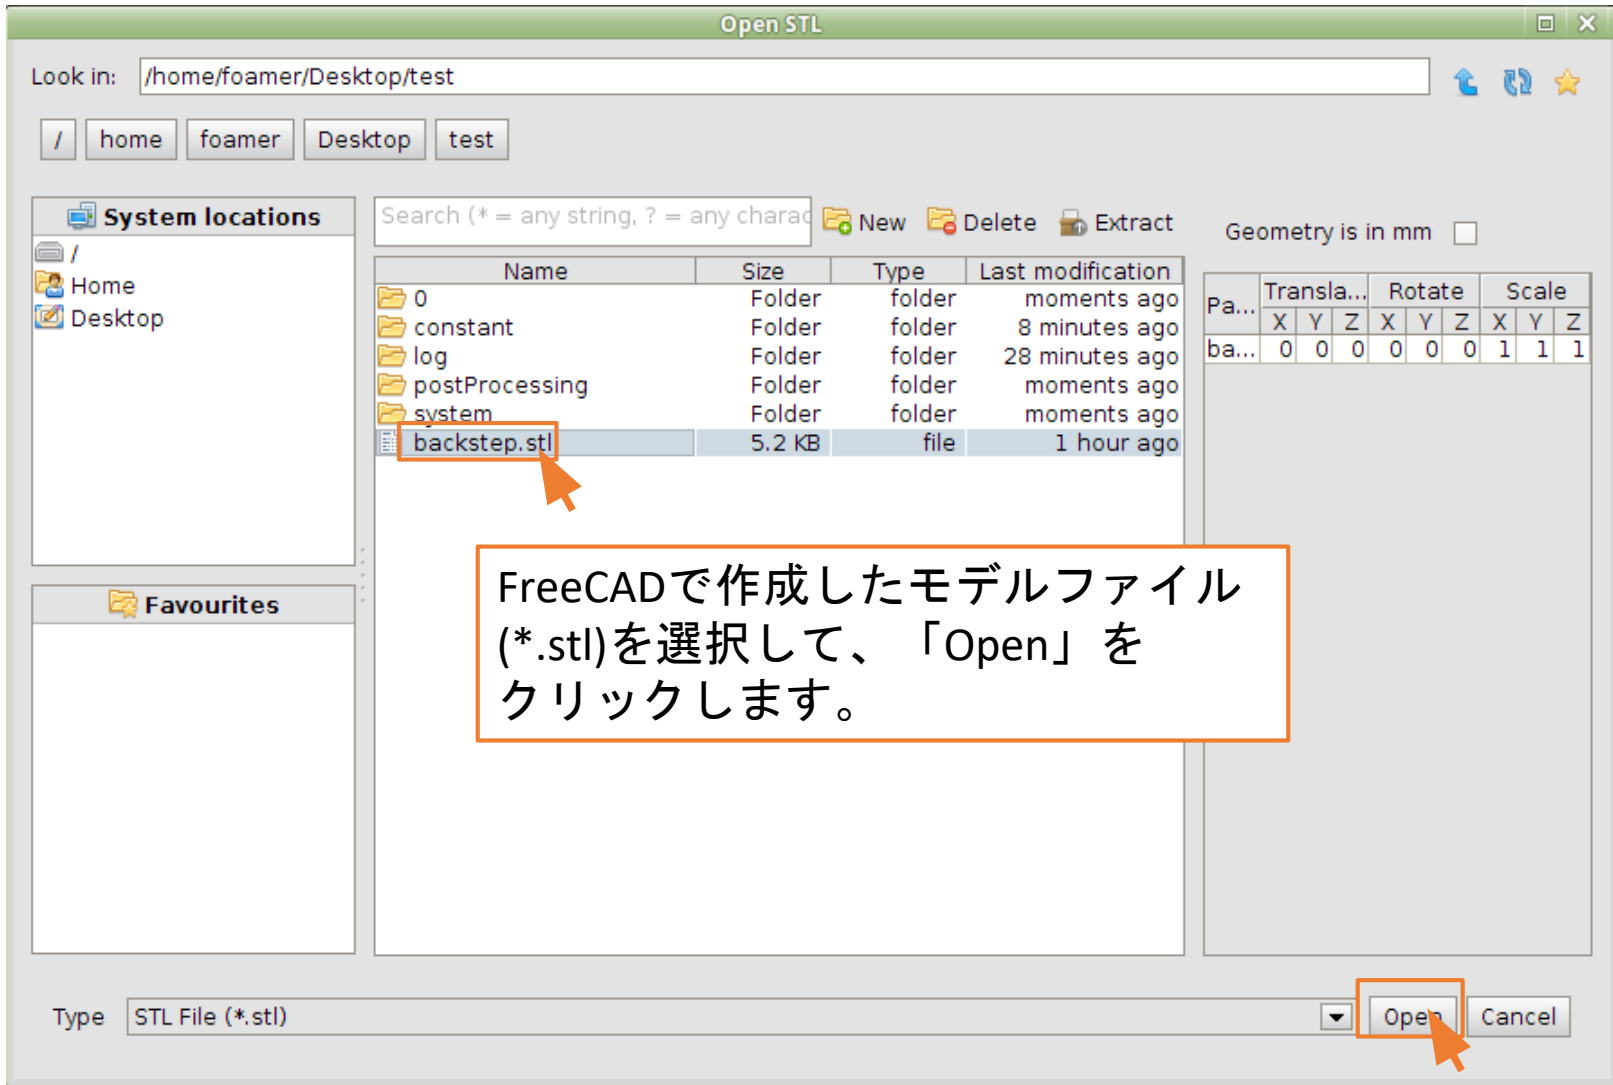 Open STL
Look in: /home/foamer/Desktop/test
/ home foamer Desktop test
System locations
/
Home
Desktop
Favourites
Search (* = any string, ? = any charac New Delete Extract
Name Size Type Last modification
0 Folder folder moments ago
constant Folder folder 8 minutes ago
log Folder folder 28 minutes ago
postProcessing Folder folder moments ago
system Folder folder moments ago
backstep.stl 5.2 KB file 1 hour ago
FreeCADで作成したモデルファイル
(*.stl)を選択して、「Open」を
クリックします。
Geometry is in mm
Pa... Transla... Rotate Scale
X Y Z X Y Z X Y Z
ba... 0 0 0 0 0 0 1 1 1
Type STL File (*.stl) Open Cancel